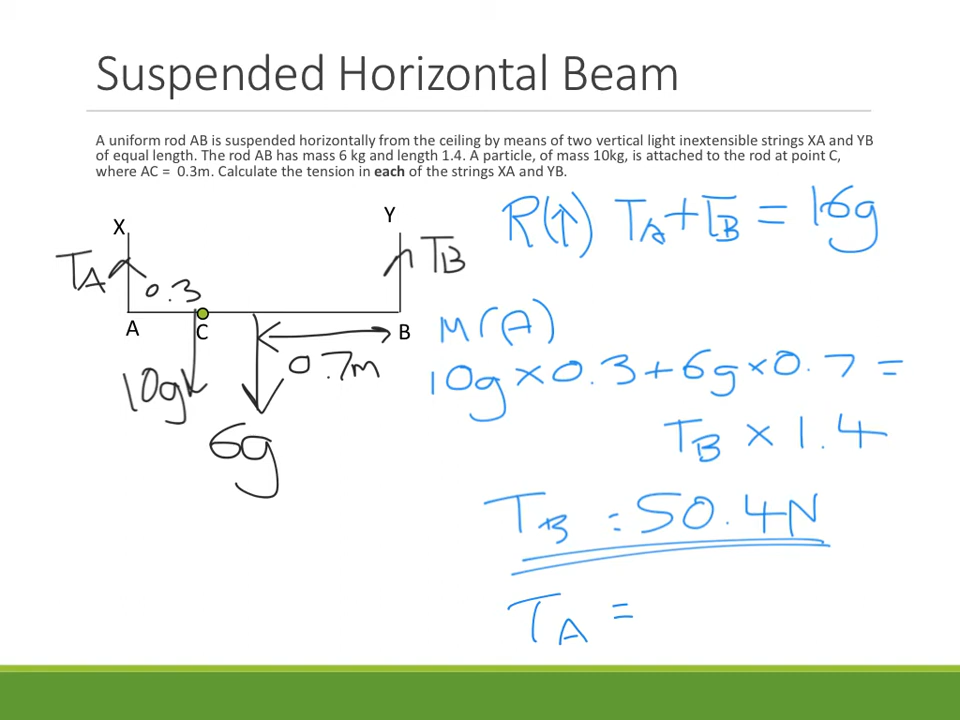 Suspended Horizontal Beam
A uniform rod AB is suspended horizontally from the ceiling by means of two vertical light inextensible strings XA and YB
of equal length. The rod AB has mass 6 kg and length 1.4. A particle, of mass 10kg, is attached to the rod at point C,
where AC = 0.3m. Calculate the tension in each of the strings XA and YB.
X
Y
TA
TB
0.3
A
C
B
0.7m
10g
6g
R(↑) TA+TB = 16g
M(A)
10g×0.3+6g×0.7=
TB × 1.4
TB = 50.4N
TA =